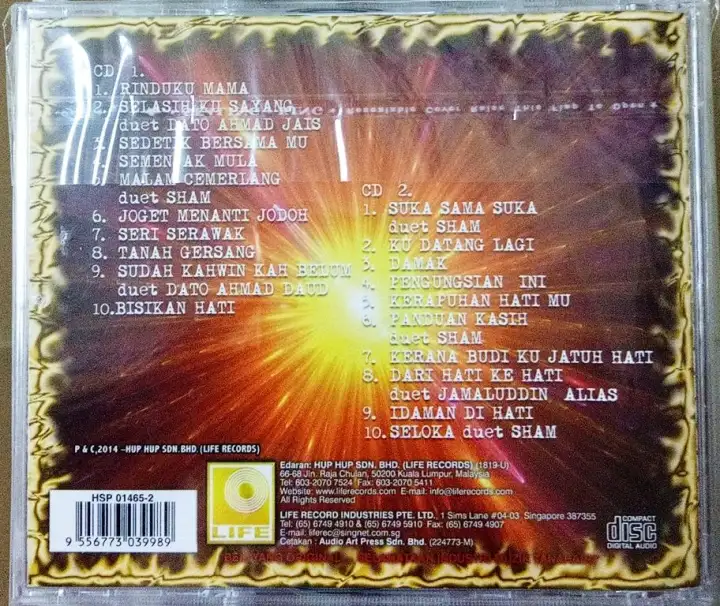 CD 1.
1. RINDUKU MAMA
2. SELASIH KU SAYANG
duet DATO AHMAD JAIS
3. SEDETIK BERSAMA MU
4. SEMENJAK MULA
5. MALAM CEMERLANG
duet SHAM
6. JOGET MENANTI JODOH
7. SERI SERAWAK
8. TANAH GERSANG
9. SUDAH KAHWIN KAH BELUM
duet DATO AHMAD DAUD
10. BISIKAN HATI
Resealable Cover Raise This Flap To Open
CD 2.
1. SUKA SAMA SUKA
duet SHAM
2. KU DATANG LAGI
3. DAMAK
4. PENGUNGSIAN INI
5. KERAPUHAN HATI MU
6. PANDUAN KASIH
duet SHAM
7. KERANA BUDI KU JATUH HATI
8. DARI HATI KE HATI
duet JAMALUDDIN ALIAS
9. IDAMAN DI HATI
10. SELOKA duet SHAM
P & C,2014 -HUP HUP SDN.BHD.(LIFE RECORDS)
HSP 01465-2
9 556773 039989
LIFE
Edaran: HUP HUP SDN. BHD. (LIFE RECORDS) (1819-U)
66-68 Jln. Raja Chulan, 50200 Kuala Lumpur, Malaysia
Tel: 603-2070 7524 Fax: 603-2070 5411
Website: www.liferecords.com E-mail: info@liferecords.com
All Rights Reserved
LIFE RECORD INDUSTRIES PTE. LTD., 1 Sims Lane #04-03, Singapore 387355
Tel: (65) 6749 4910 & (65) 6749 5910 Fax: (65) 6749 4907
E-mail: liferec@singnet.com.sg
Cetakan : Audio Art Press Sdn. Bhd. (224773-M)
COMPACT
disc
DIGITAL AUDIO